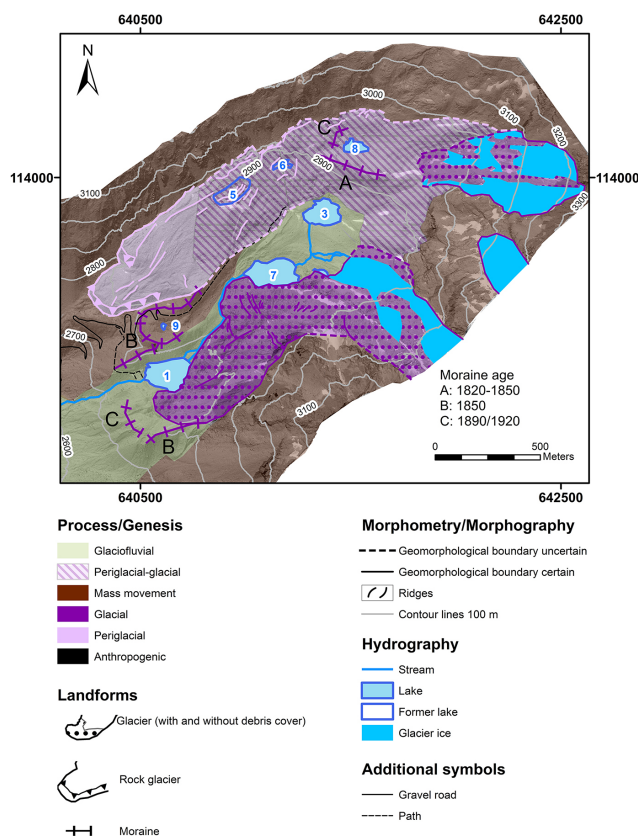 640500
642500
N
3000
3100
3200
C
8
2900
114000
114000
2900
6
A
5
3300
3100
3
2800
7
9
B
2700
Moraine age
A: 1820-1850
B: 1850
C: 1890/1920
1
3100
C
B
0
500
Meters
2600
640500
642500
Process/Genesis
Glaciofluvial
Periglacial-glacial
Mass movement
Glacial
Periglacial
Anthropogenic
Landforms
Glacier (with and without debris cover)
Rock glacier
Moraine
Morphometry/Morphography
Geomorphological boundary uncertain
Geomorphological boundary certain
Ridges
Contour lines 100 m
Hydrography
Stream
Lake
Former lake
Glacier ice
Additional symbols
Gravel road
Path